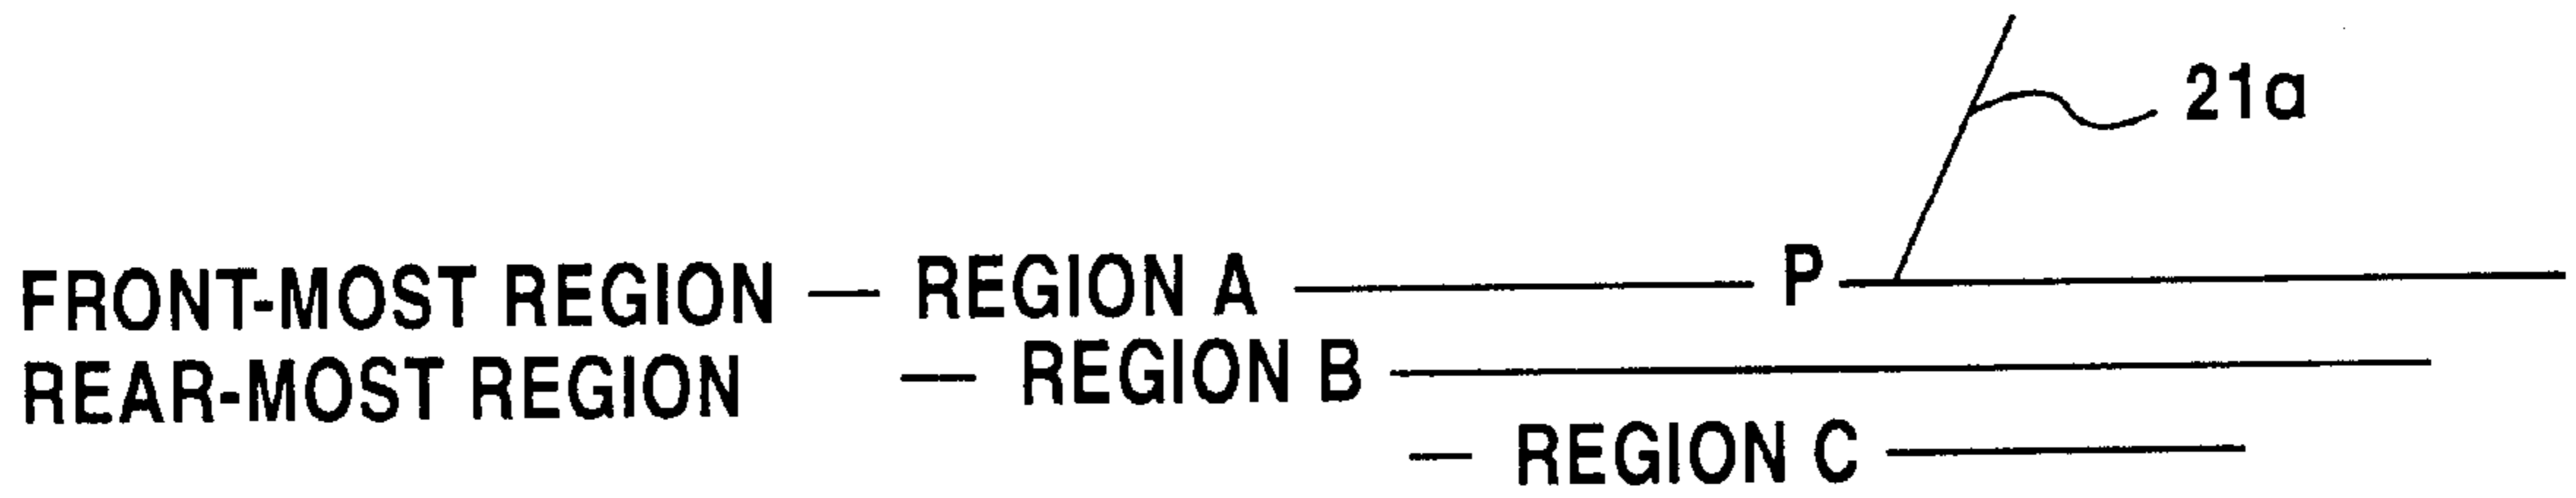 21a
FRONT-MOST REGION — REGION A — P —
REAR-MOST REGION — REGION B —
— REGION C —